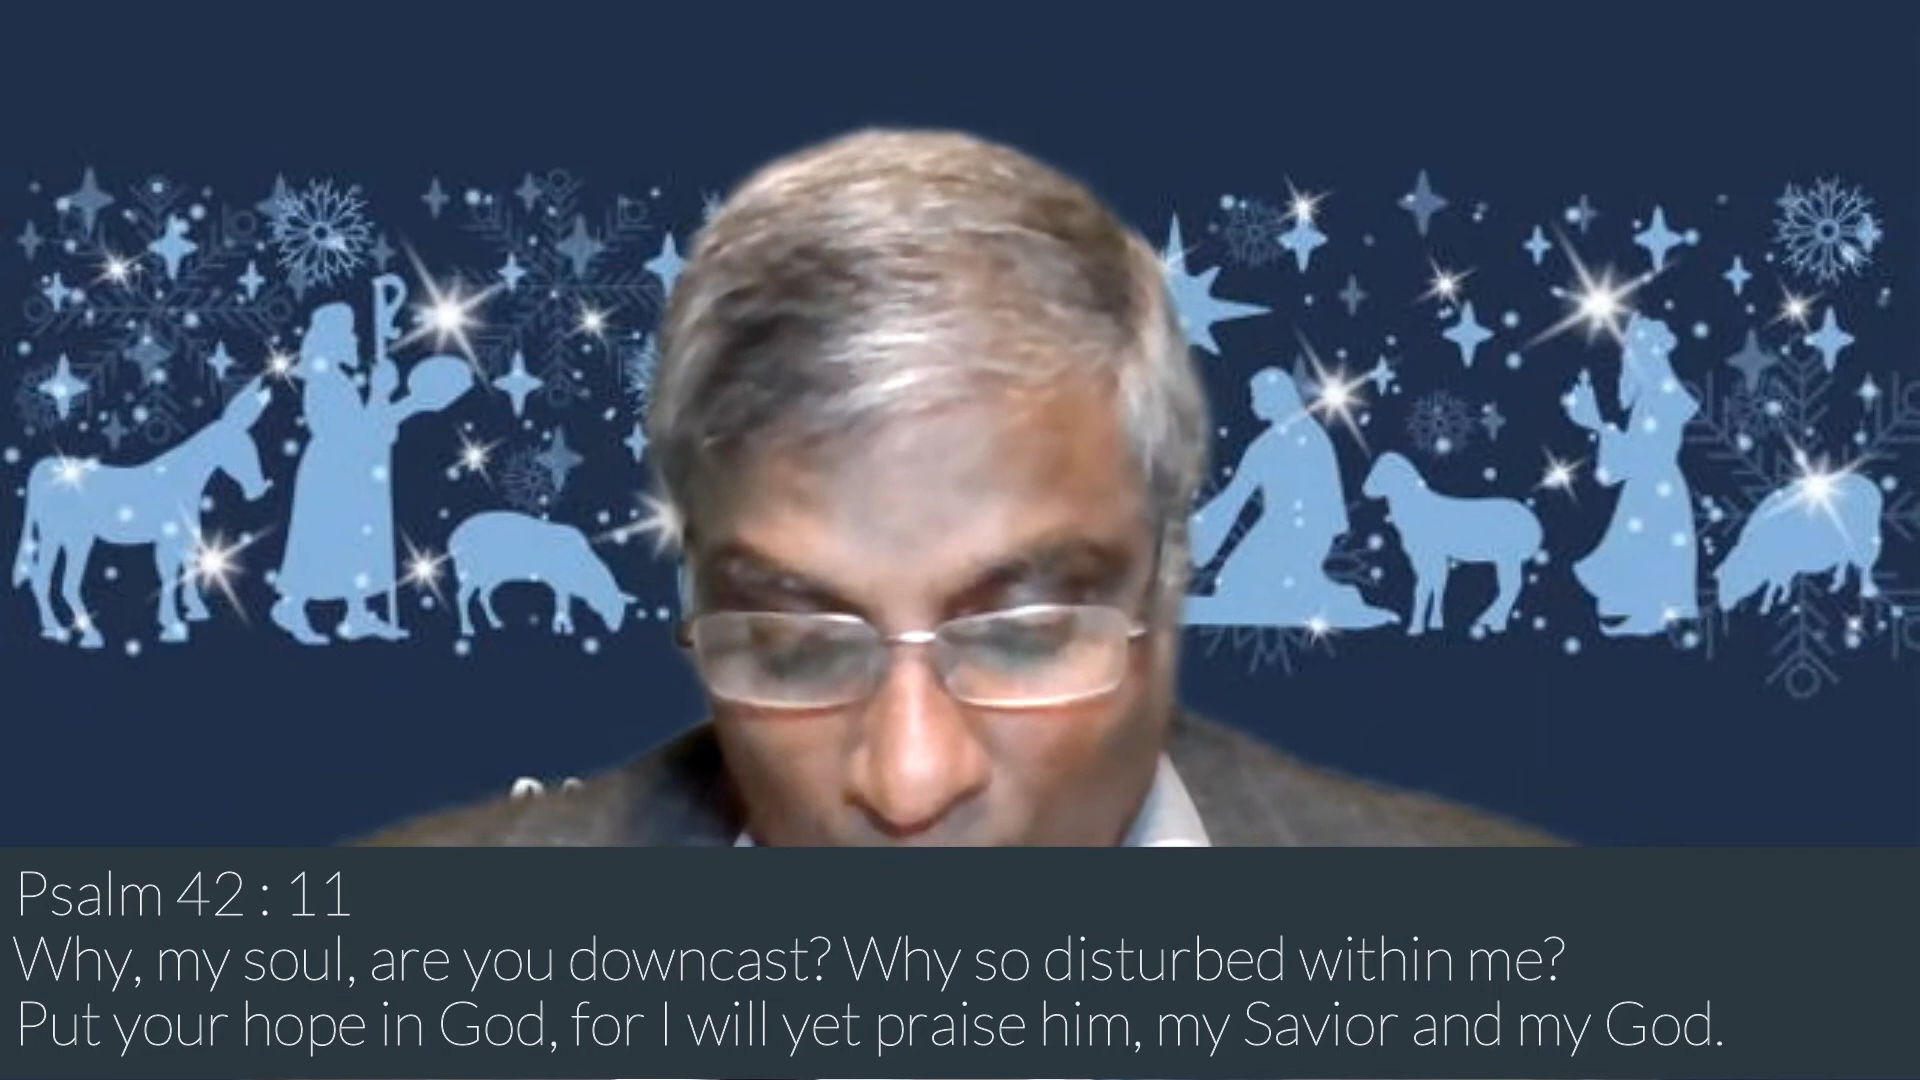 Psalm 42 : 11
Why, my soul, are you downcast? Why so disturbed within me?
Put your hope in God, for I will yet praise him, my Savior and my God.